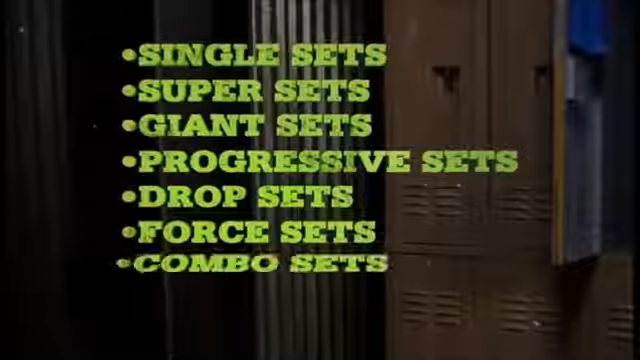 •SINGLE SETS
•SUPER SETS
•GIANT SETS
•PROGRESSIVE SETS
•DROP SETS
•FORCE SETS
•COMBO SETS